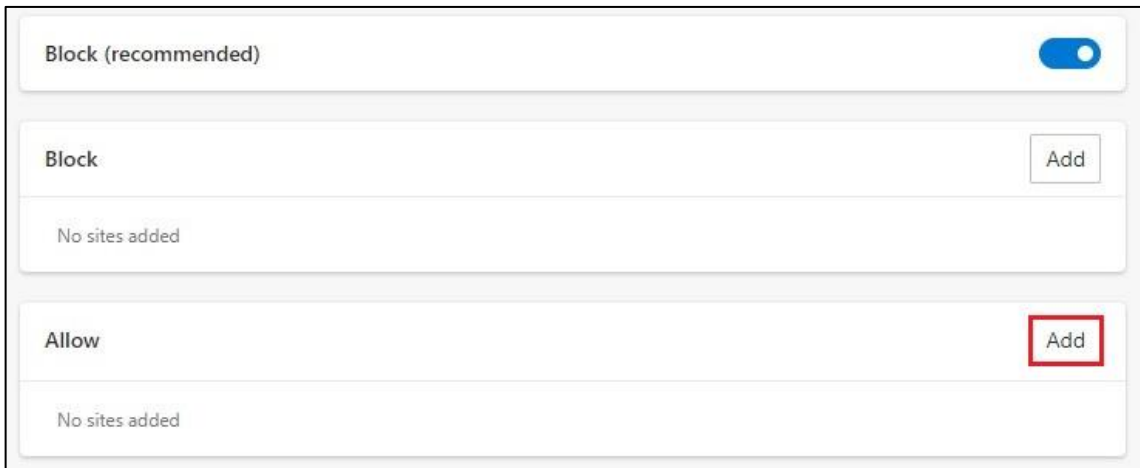 Block (recommended)
Block
Add
No sites added
Allow
Add
No sites added